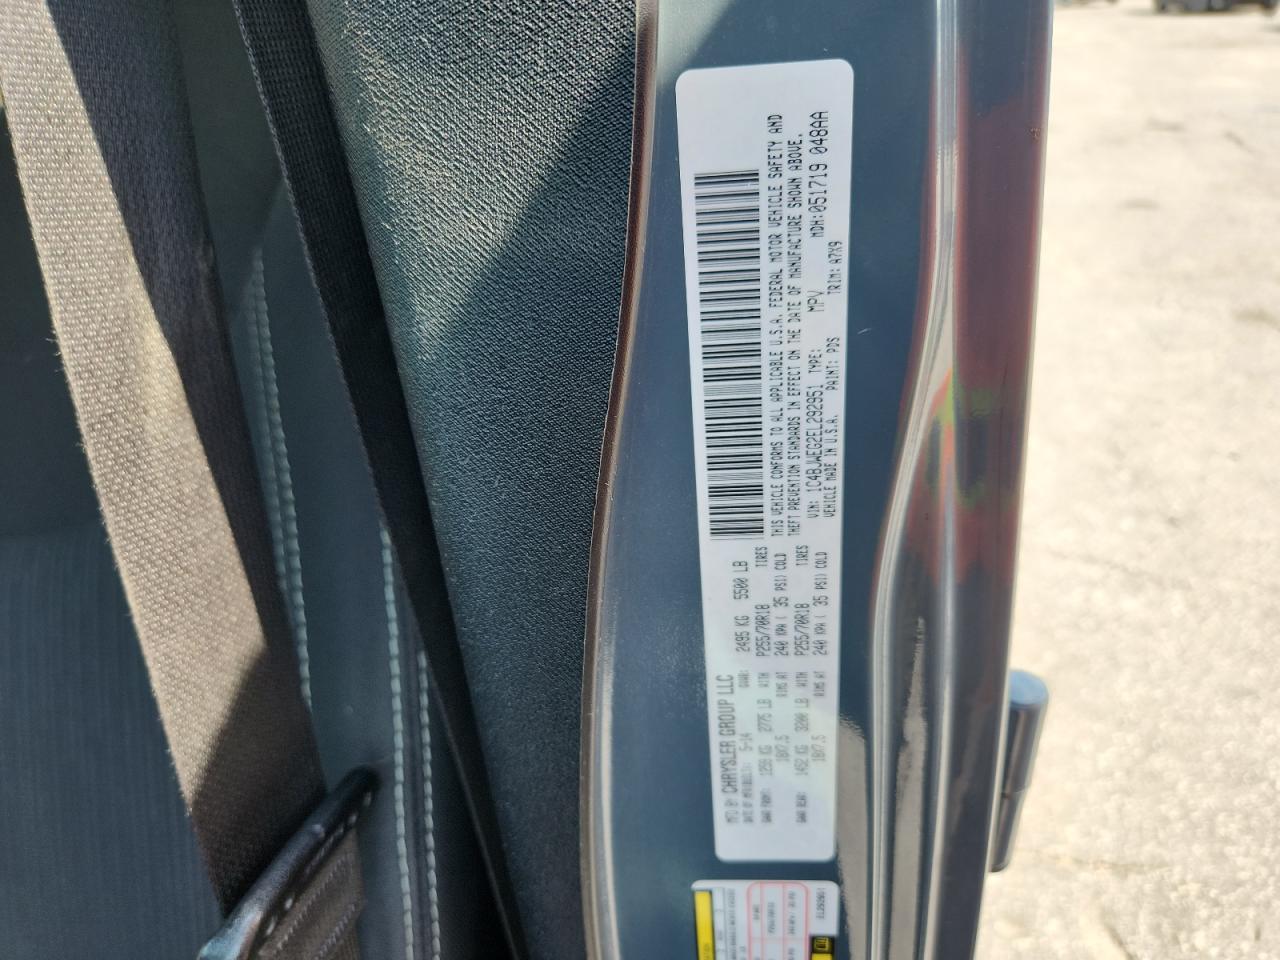 MFD BY CHRYSLER GROUP LLC
DATE OF MFR 5-14 GVWR: 2495 KG 5500 LB
GAWR FRONT: 1259 KG 2775 LB WITH P255/70R18 TIRES
18X7.5 RIMS AT 240 KPA ( 35 PSI) COLD
GAWR REAR: 1452 KG 3200 LB WITH P255/70R18 TIRES
18X7.5 RIMS AT 240 KPA ( 35 PSI) COLD
THIS VEHICLE CONFORMS TO ALL APPLICABLE U.S.A. FEDERAL MOTOR VEHICLE SAFETY AND
THEFT PREVENTION STANDARDS IN EFFECT ON THE DATE OF MANUFACTURE SHOWN ABOVE.
VIN: 1C4BJWEG2EL292951 TYPE: MPV MDH:051719 048AA
VEHICLE MADE IN U.S.A. PAINT: PDS TRIM: A7X9
EL292951